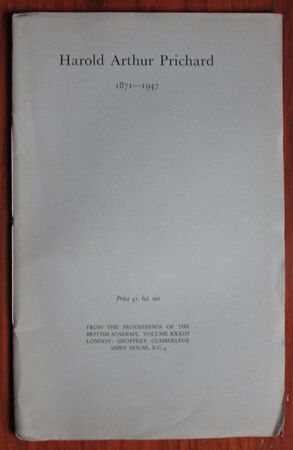 Harold Arthur Prichard
1871—1947
Price 4s. 6d. net
FROM THE PROCEEDINGS OF THE
BRITISH ACADEMY, VOLUME XXXIII
LONDON: GEOFFREY CUMBERLEGE
AMEN HOUSE, E.C. 4